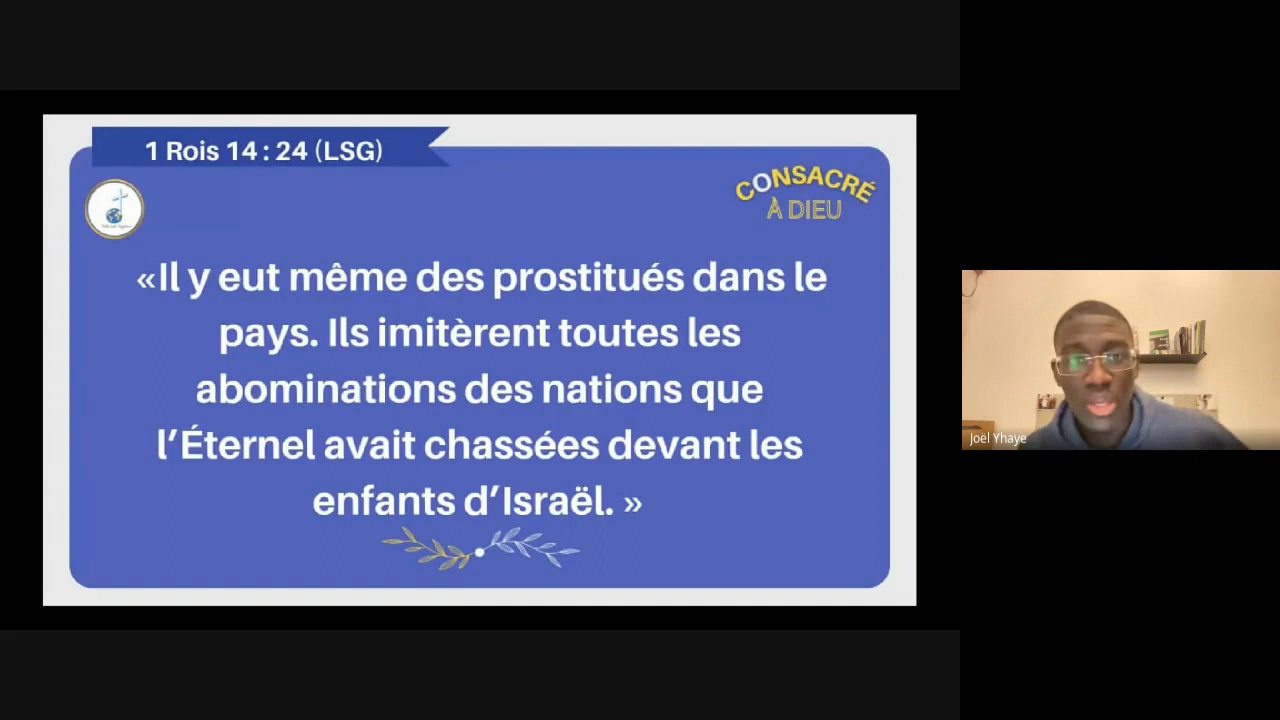 1 Rois 14 : 24 (LSG)
CONSACRÉ
À DIEU
«Il y eut même des prostitués dans le
pays. Ils imitèrent toutes les
abominations des nations que
l’Éternel avait chassées devant les
enfants d’Israël. »
Joël Yhaye